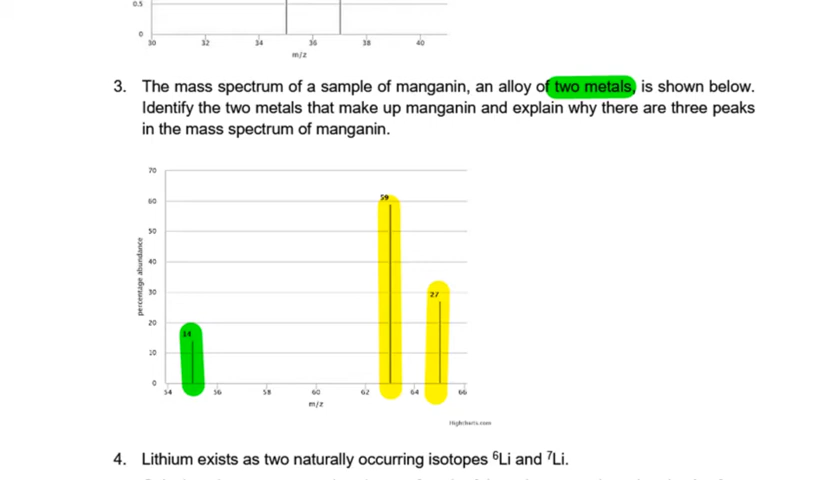 0.5
0
30 32 34 36 38 40
m/z
3. The mass spectrum of a sample of manganin, an alloy of two metals, is shown below.
Identify the two metals that make up manganin and explain why there are three peaks
in the mass spectrum of manganin.
70
60
50
40
30
20
10
0
percentage abundance
14
59
27
54 56 58 60 62 64 66
m/z
Highcharts.com
4. Lithium exists as two naturally occurring isotopes ⁶Li and ⁷Li.